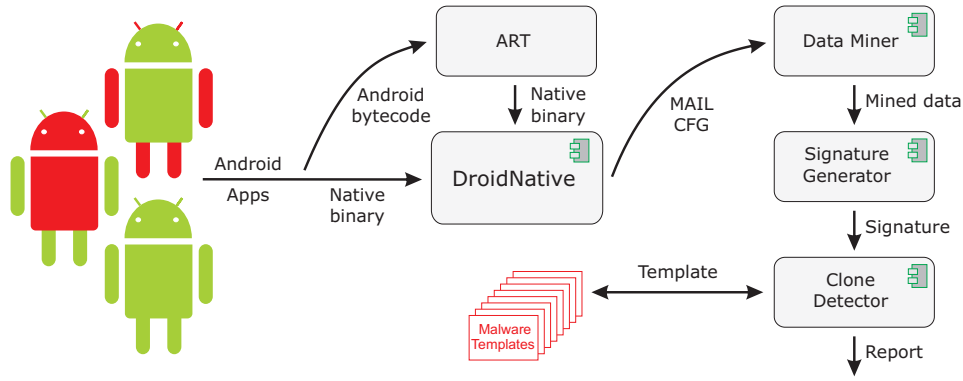 ART
Data Miner
Android
bytecode
Native
binary
MAIL
CFG
Mined data
Android
Apps
Native
binary
DroidNative
Signature
Generator
Signature
Template
Clone
Detector
Malware
Templates
Report